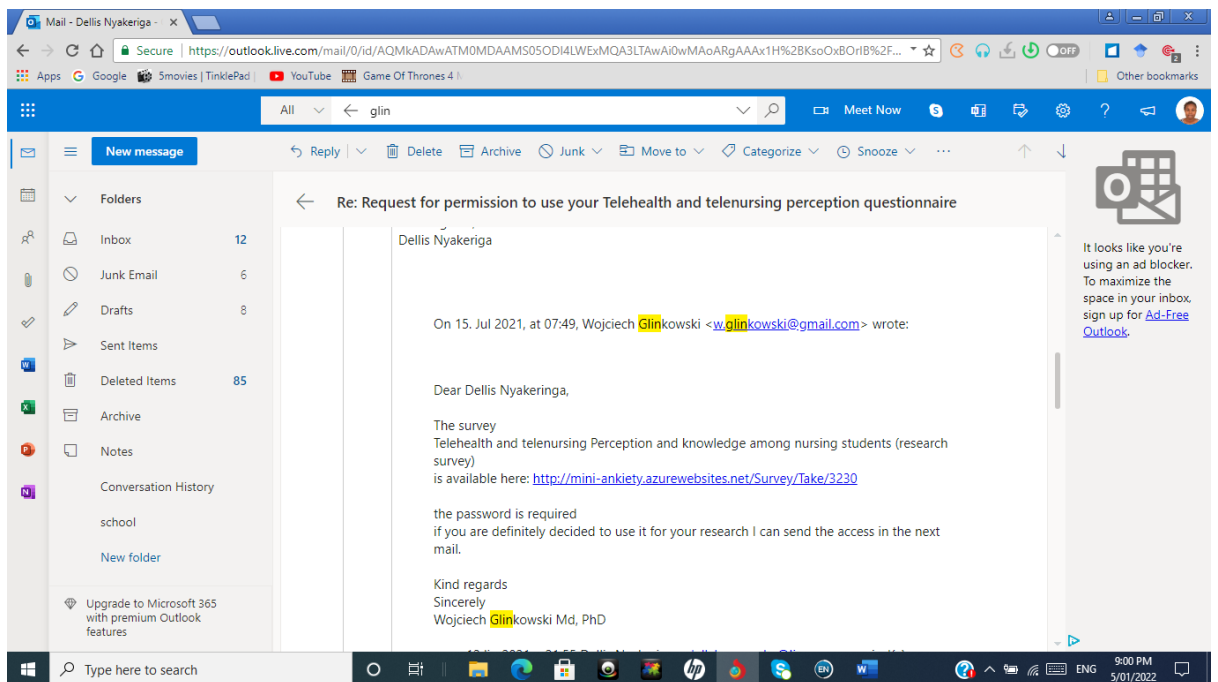 Mail - Dellis Nyakeriga -
Secure | https://outlook.live.com/mail/0/id/AQMkADAwATM0MDAAMS05ODI4LWExMQA3LTAwAi0wMAoARgAAAx1H%2BKsoOxBOrIB%2F...
OFF
Apps Google 5movies | TinklePad | YouTube Game Of Thrones 4 Other bookmarks
All glin Meet Now
New message Reply Delete Archive Junk Move to Categorize Snooze
Folders
Re: Request for permission to use your Telehealth and telenursing perception questionnaire
Inbox 12
Junk Email 6
Drafts 8
Sent Items
Deleted Items 85
Archive
Notes
Conversation History
school
New folder
Upgrade to Microsoft 365
with premium Outlook
features
Dellis Nyakeriga
On 15. Jul 2021, at 07:49, Wojciech Glinkowski <w.glinkowski@gmail.com> wrote:
Dear Dellis Nyakeringa,
The survey
Telehealth and telenursing Perception and knowledge among nursing students (research
survey)
is available here: http://mini-ankiety.azurewebsites.net/Survey/Take/3230
the password is required
if you are definitely decided to use it for your research I can send the access in the next
mail.
Kind regards
Sincerely
Wojciech Glinkowski Md, PhD
It looks like you're
using an ad blocker.
To maximize the
space in your inbox,
sign up for Ad-Free
Outlook.
Type here to search
hp
EN
ENG
9:00 PM
5/01/2022